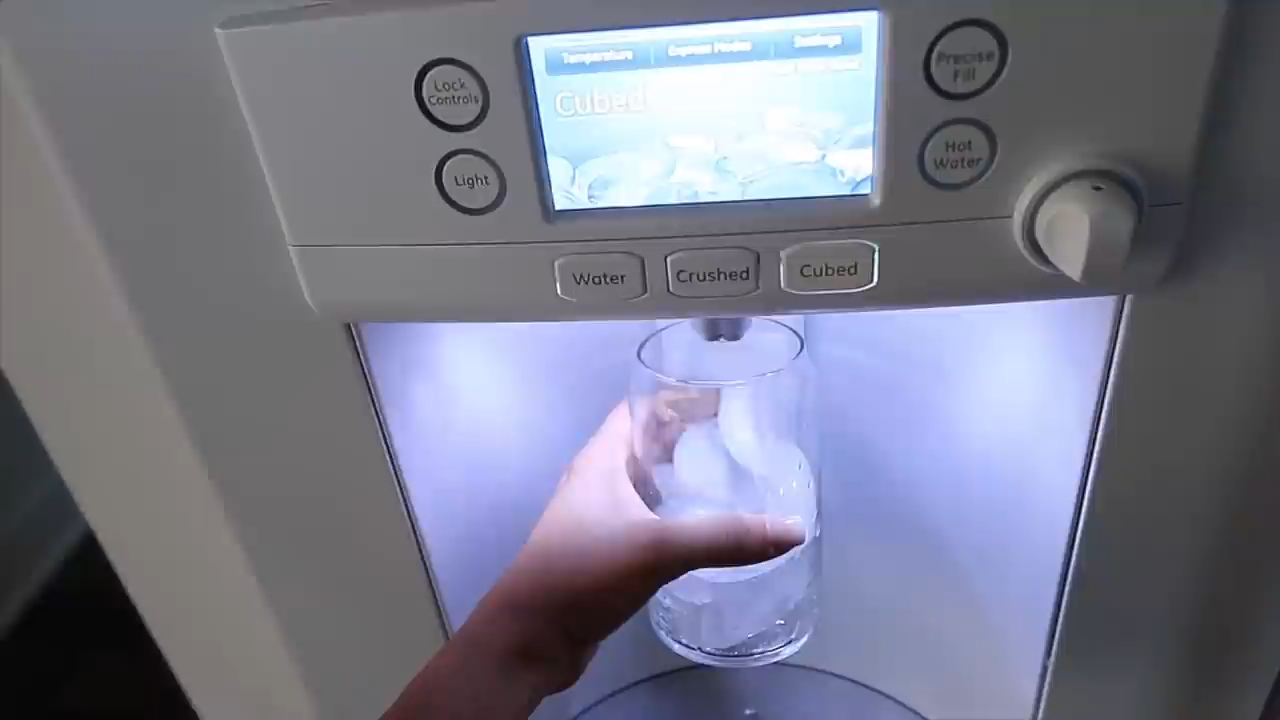 Lock
Controls
Light
Temperature
Express Modes
Settings
Cubed
Precise
Fill
Hot
Water
Water
Crushed
Cubed